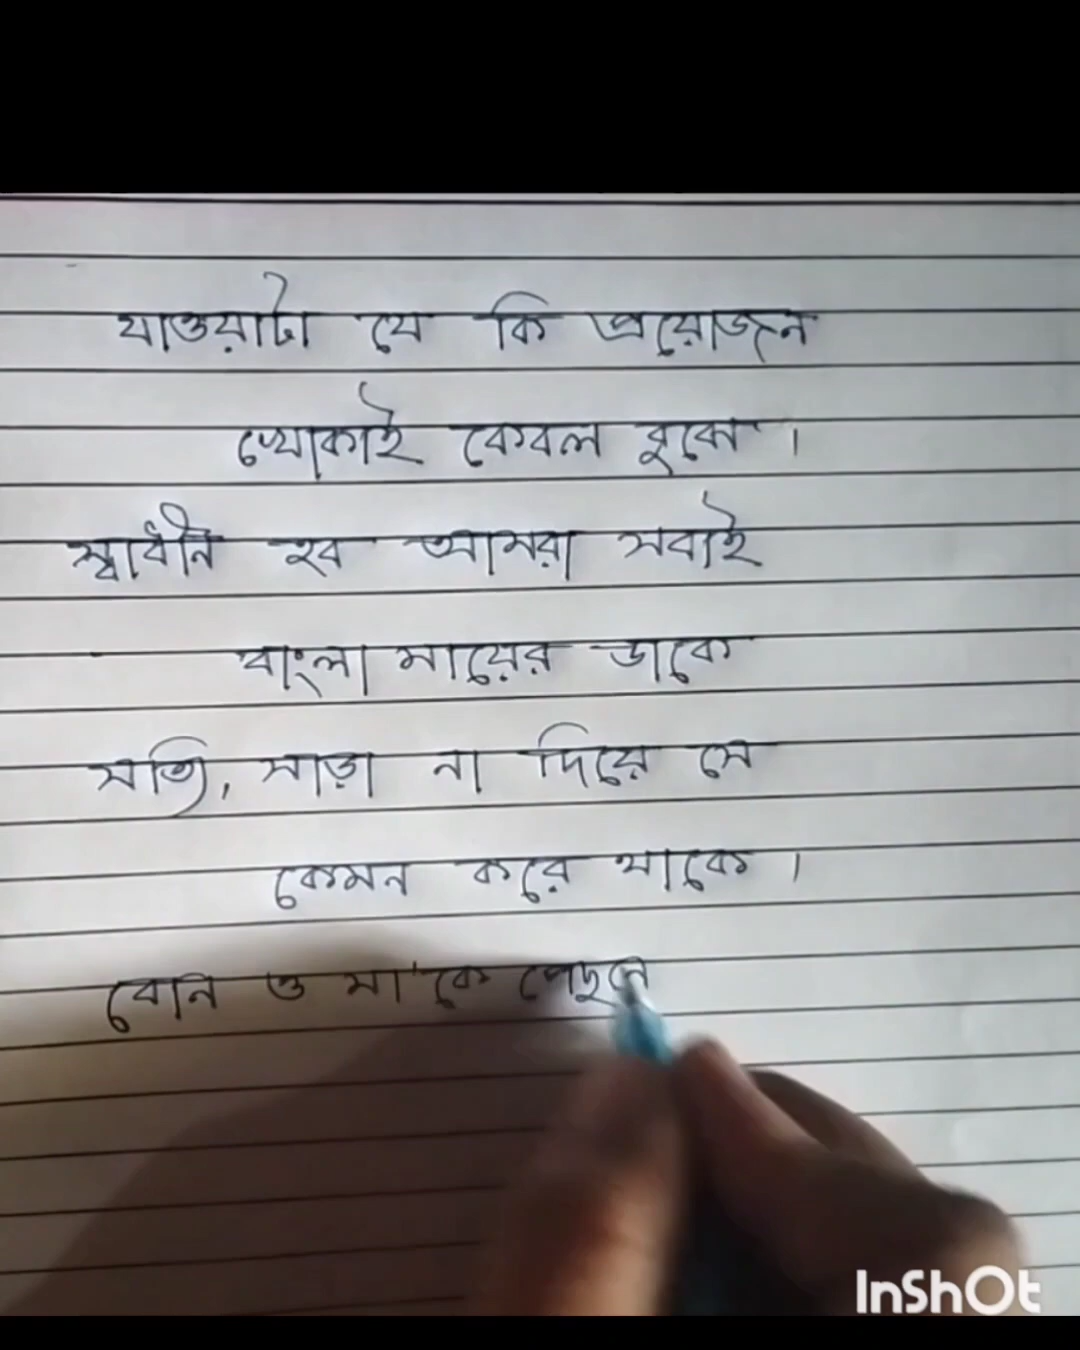 যাওয়াটা যে কি প্রয়োজন
খোকাই কেবল বুঝে ।
স্বাধীন হব আমরা সবাই
বাংলা মায়ের ডাকে
সত্যি, সাড়া না দিয়ে সে
কেমন করে থাকে ।
বোন ও মা'কে পেছনে
InShOt